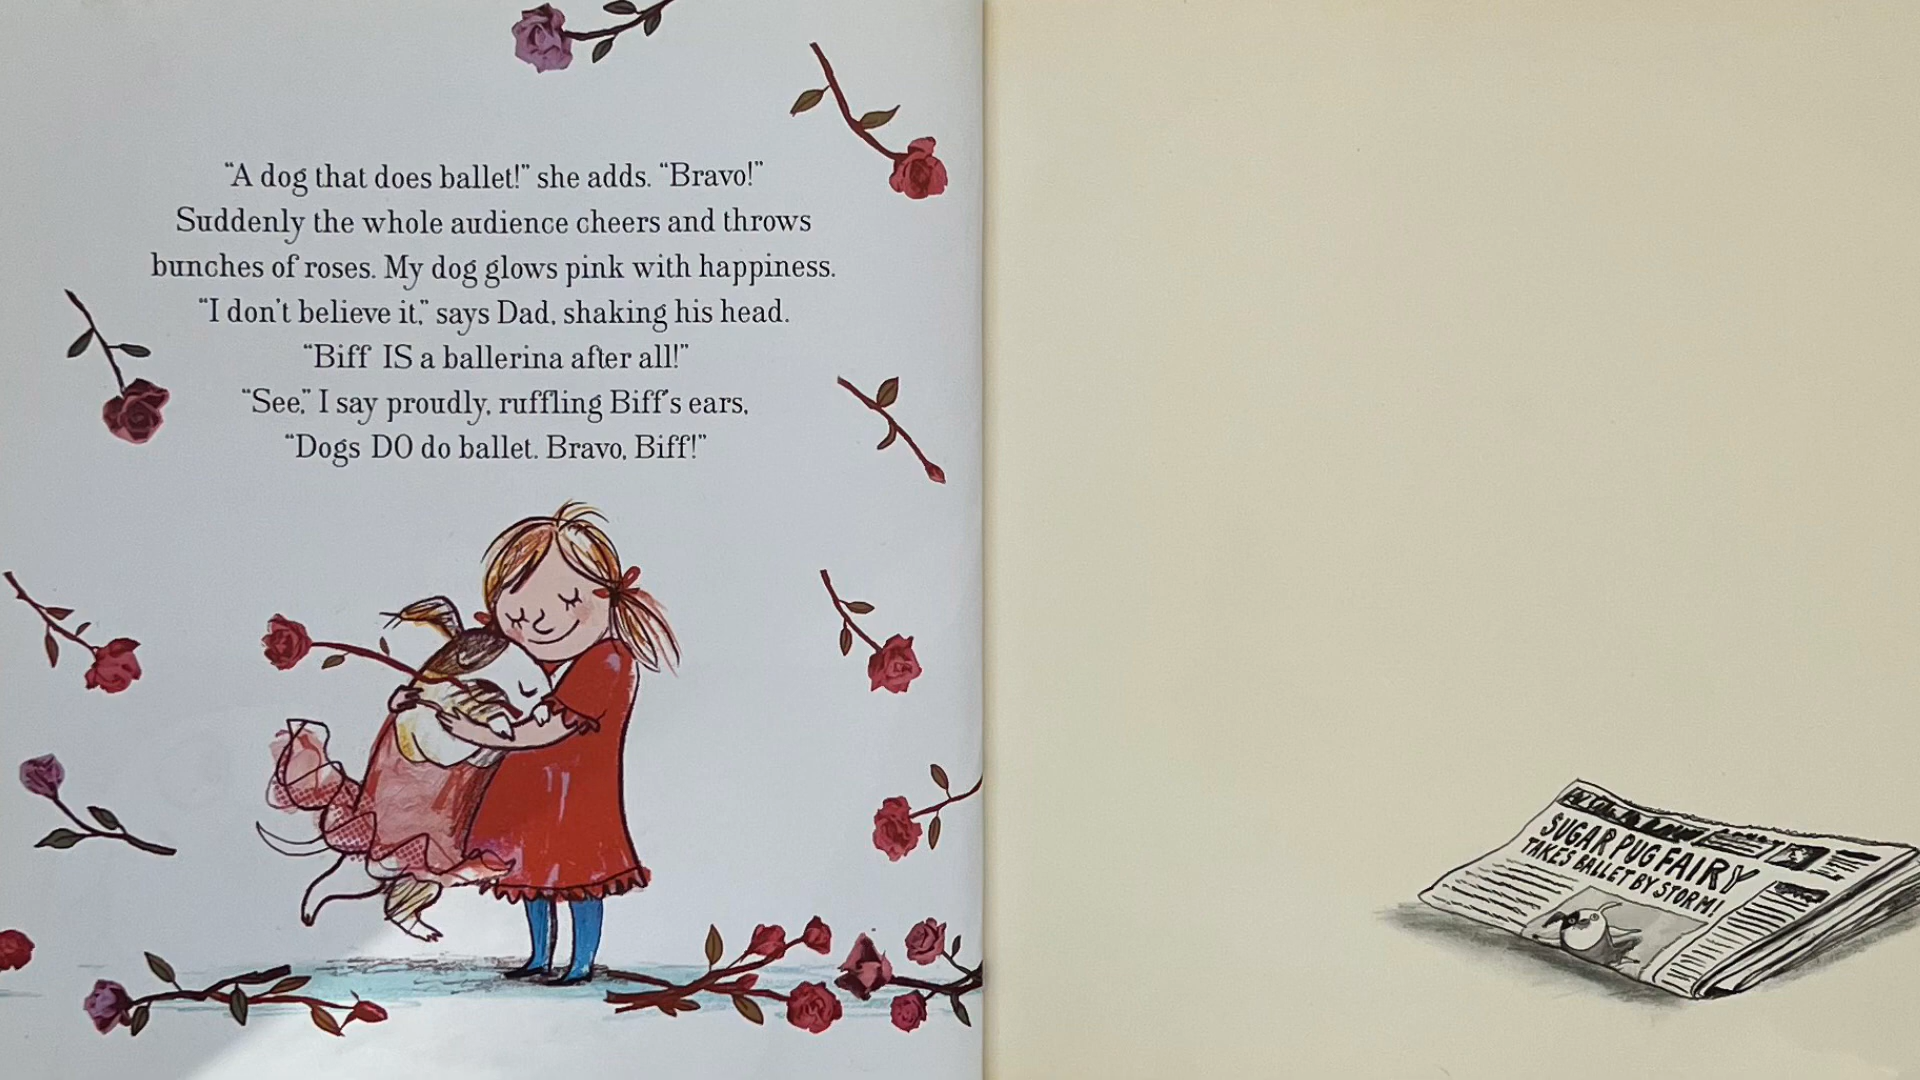 “A dog that does ballet!” she adds. “Bravo!”
Suddenly the whole audience cheers and throws
bunches of roses. My dog glows pink with happiness.
“I don’t believe it,” says Dad, shaking his head.
“Biff IS a ballerina after all!”
“See,” I say proudly, ruffling Biff’s ears,
“Dogs DO do ballet. Bravo, Biff!”
SUGAR PUG FAIRY
TAKES BALLET BY STORM!